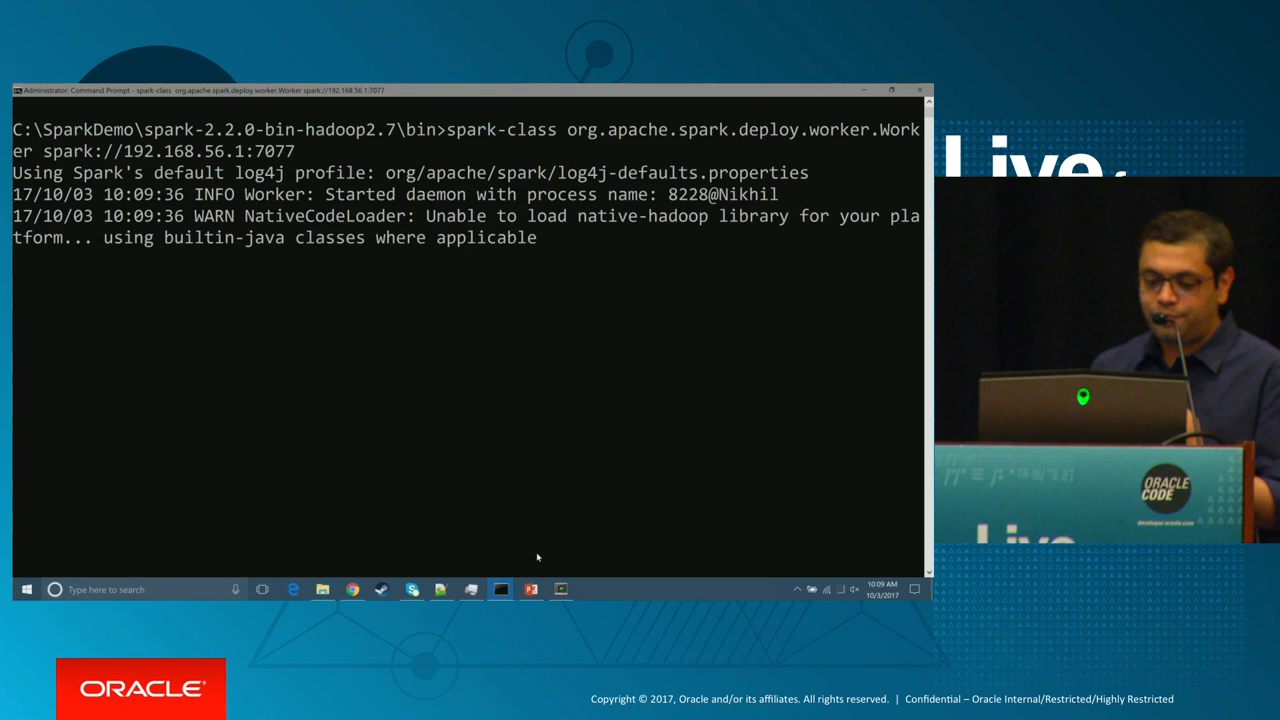 Administrator: Command Prompt - spark-class org.apache.spark.deploy.worker.Worker spark://192.168.56.1:7077
C:\SparkDemo\spark-2.2.0-bin-hadoop2.7\bin>spark-class org.apache.spark.deploy.worker.Work
er spark://192.168.56.1:7077
Using Spark's default log4j profile: org/apache/spark/log4j-defaults.properties
17/10/03 10:09:36 INFO Worker: Started daemon with process name: 8228@Nikhil
17/10/03 10:09:36 WARN NativeCodeLoader: Unable to load native-hadoop library for your pla
tform... using builtin-java classes where applicable
Live
Type here to search
10:09 AM
10/3/2017
ORACLE
CODE
developer.oracle.com
Live
ORACLE
Copyright © 2017, Oracle and/or its affiliates. All rights reserved. | Confidential – Oracle Internal/Restricted/Highly Restricted